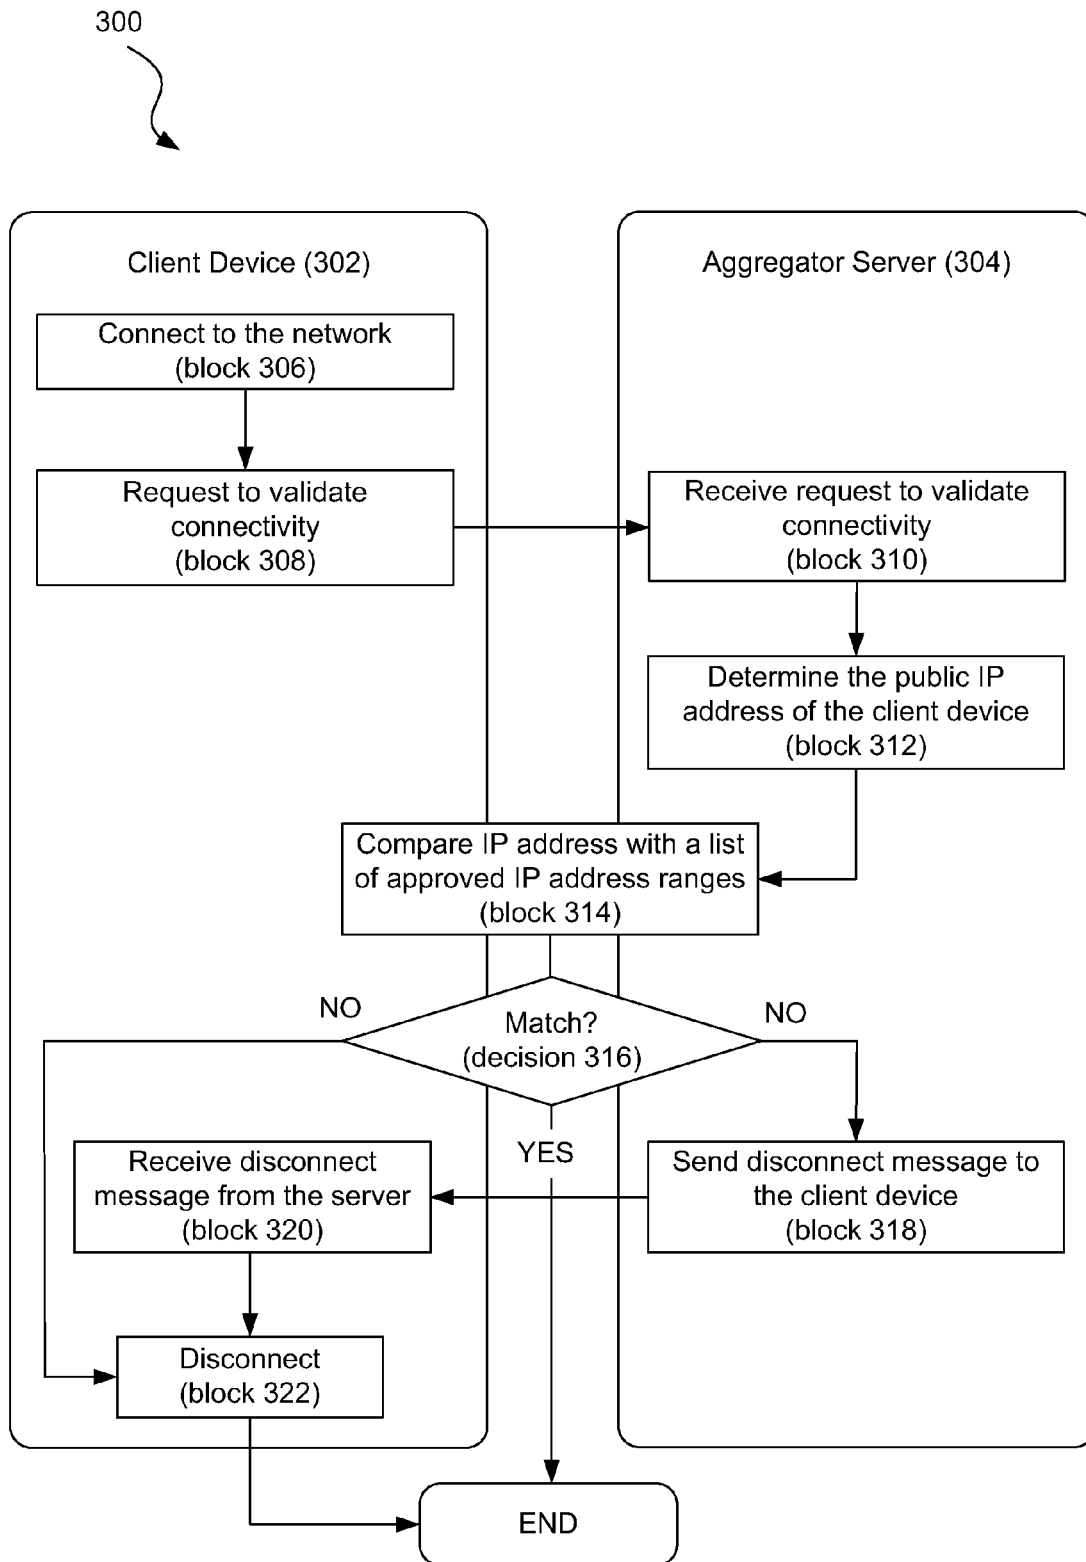 300
Client Device (302)
Aggregator Server (304)
Connect to the network
(block 306)
Request to validate
connectivity
(block 308)
Receive request to validate
connectivity
(block 310)
Determine the public IP
address of the client device
(block 312)
Compare IP address with a list
of approved IP address ranges
(block 314)
NO
NO
Match?
(decision 316)
YES
Receive disconnect
message from the server
(block 320)
Send disconnect message to
the client device
(block 318)
Disconnect
(block 322)
END